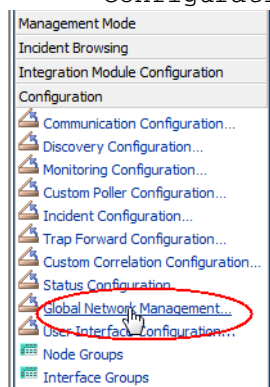 Management Mode
Incident Browsing
Integration Module Configuration
Configuration
Communication Configuration...
Discovery Configuration...
Monitoring Configuration...
Custom Poller Configuration...
Incident Configuration...
Trap Forward Configuration...
Custom Correlation Configuration...
Status Configuration...
Global Network Management...
User Interface Configuration...
Node Groups
Interface Groups